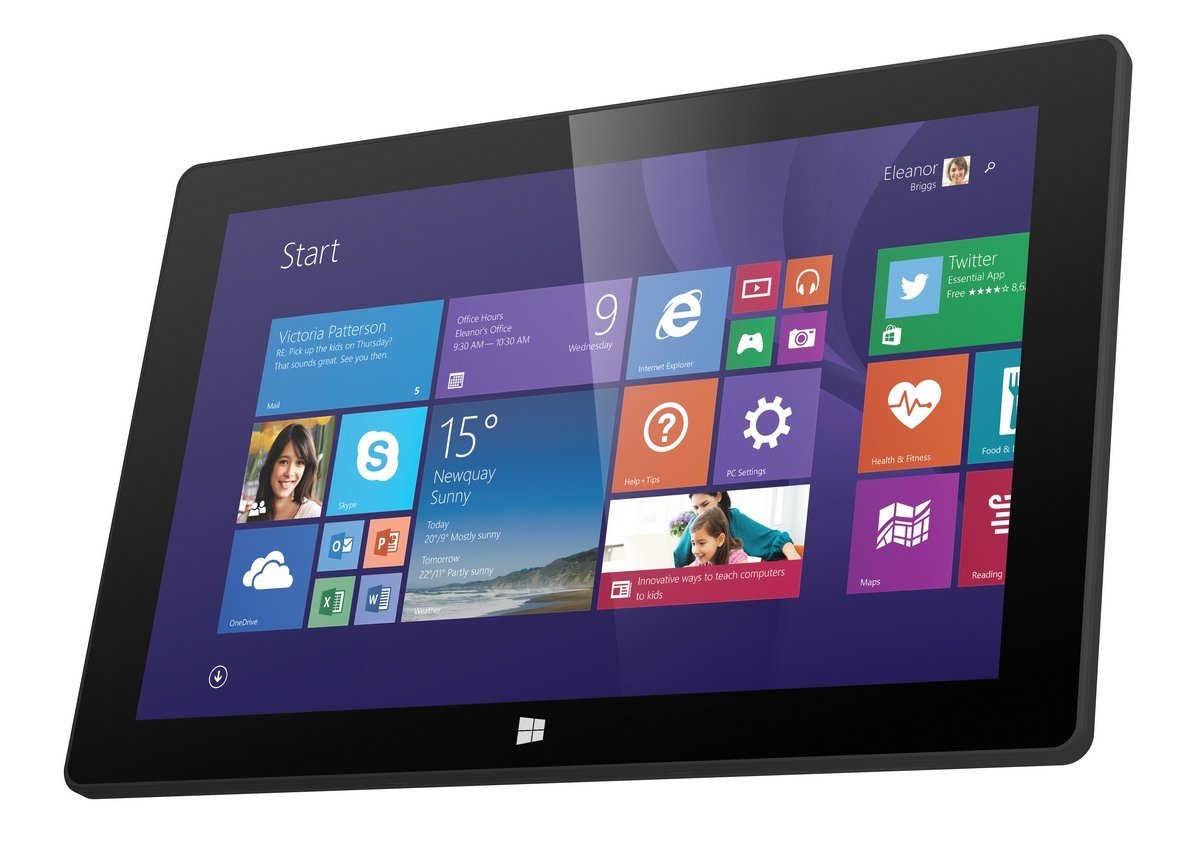 Eleanor
Briggs
Start
Victoria Patterson
RE: Pick up the kids on Thursday?
That sounds great. See you then.
5
Mail
Office Hours
Eleanor's Office
9:30 AM — 10:30 AM
9
Wednesday
Internet Explorer
Twitter
Essential App
Free ★★★★☆ 8,6
Skype
15°
Newquay
Sunny
Today
20°/9° Mostly sunny
Tomorrow
22°/11° Partly sunny
Weather
Help+Tips
PC Settings
Health & Fitness
Food &
OneDrive
Innovative ways to teach computers
to kids
Maps
Reading